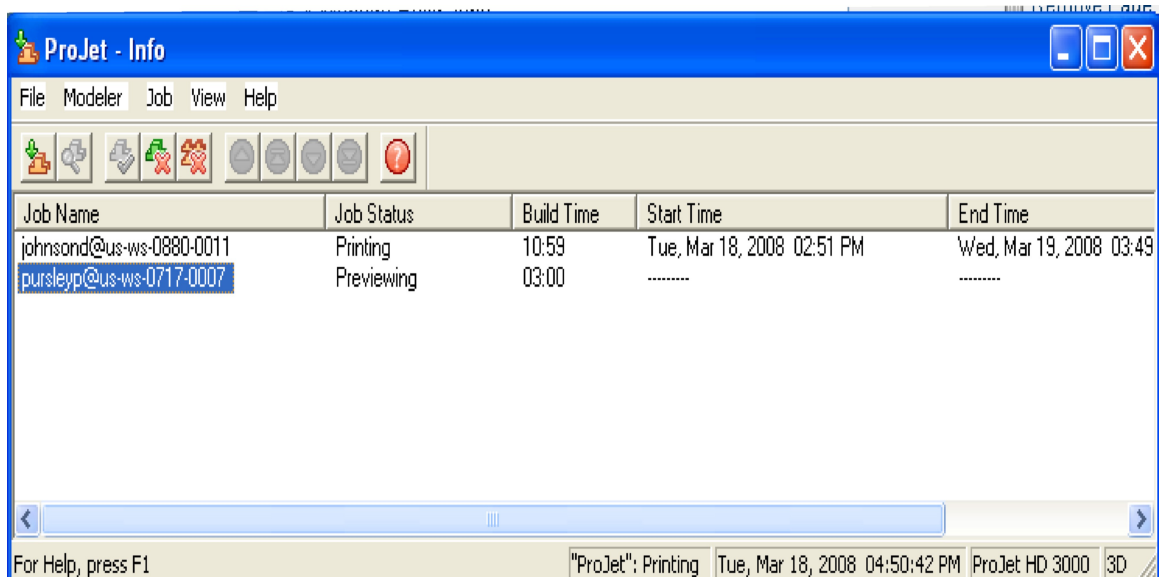 ProJet - Info
File Modeler Job View Help
Job Name Job Status Build Time Start Time End Time
johnsond@us-ws-0880-0011 Printing 10:59 Tue, Mar 18, 2008 02:51 PM Wed, Mar 19, 2008 03:49
pursleyp@us-ws-0717-0007 Previewing 03:00 --------- ---------
For Help, press F1 "ProJet": Printing Tue, Mar 18, 2008 04:50:42 PM ProJet HD 3000 3D